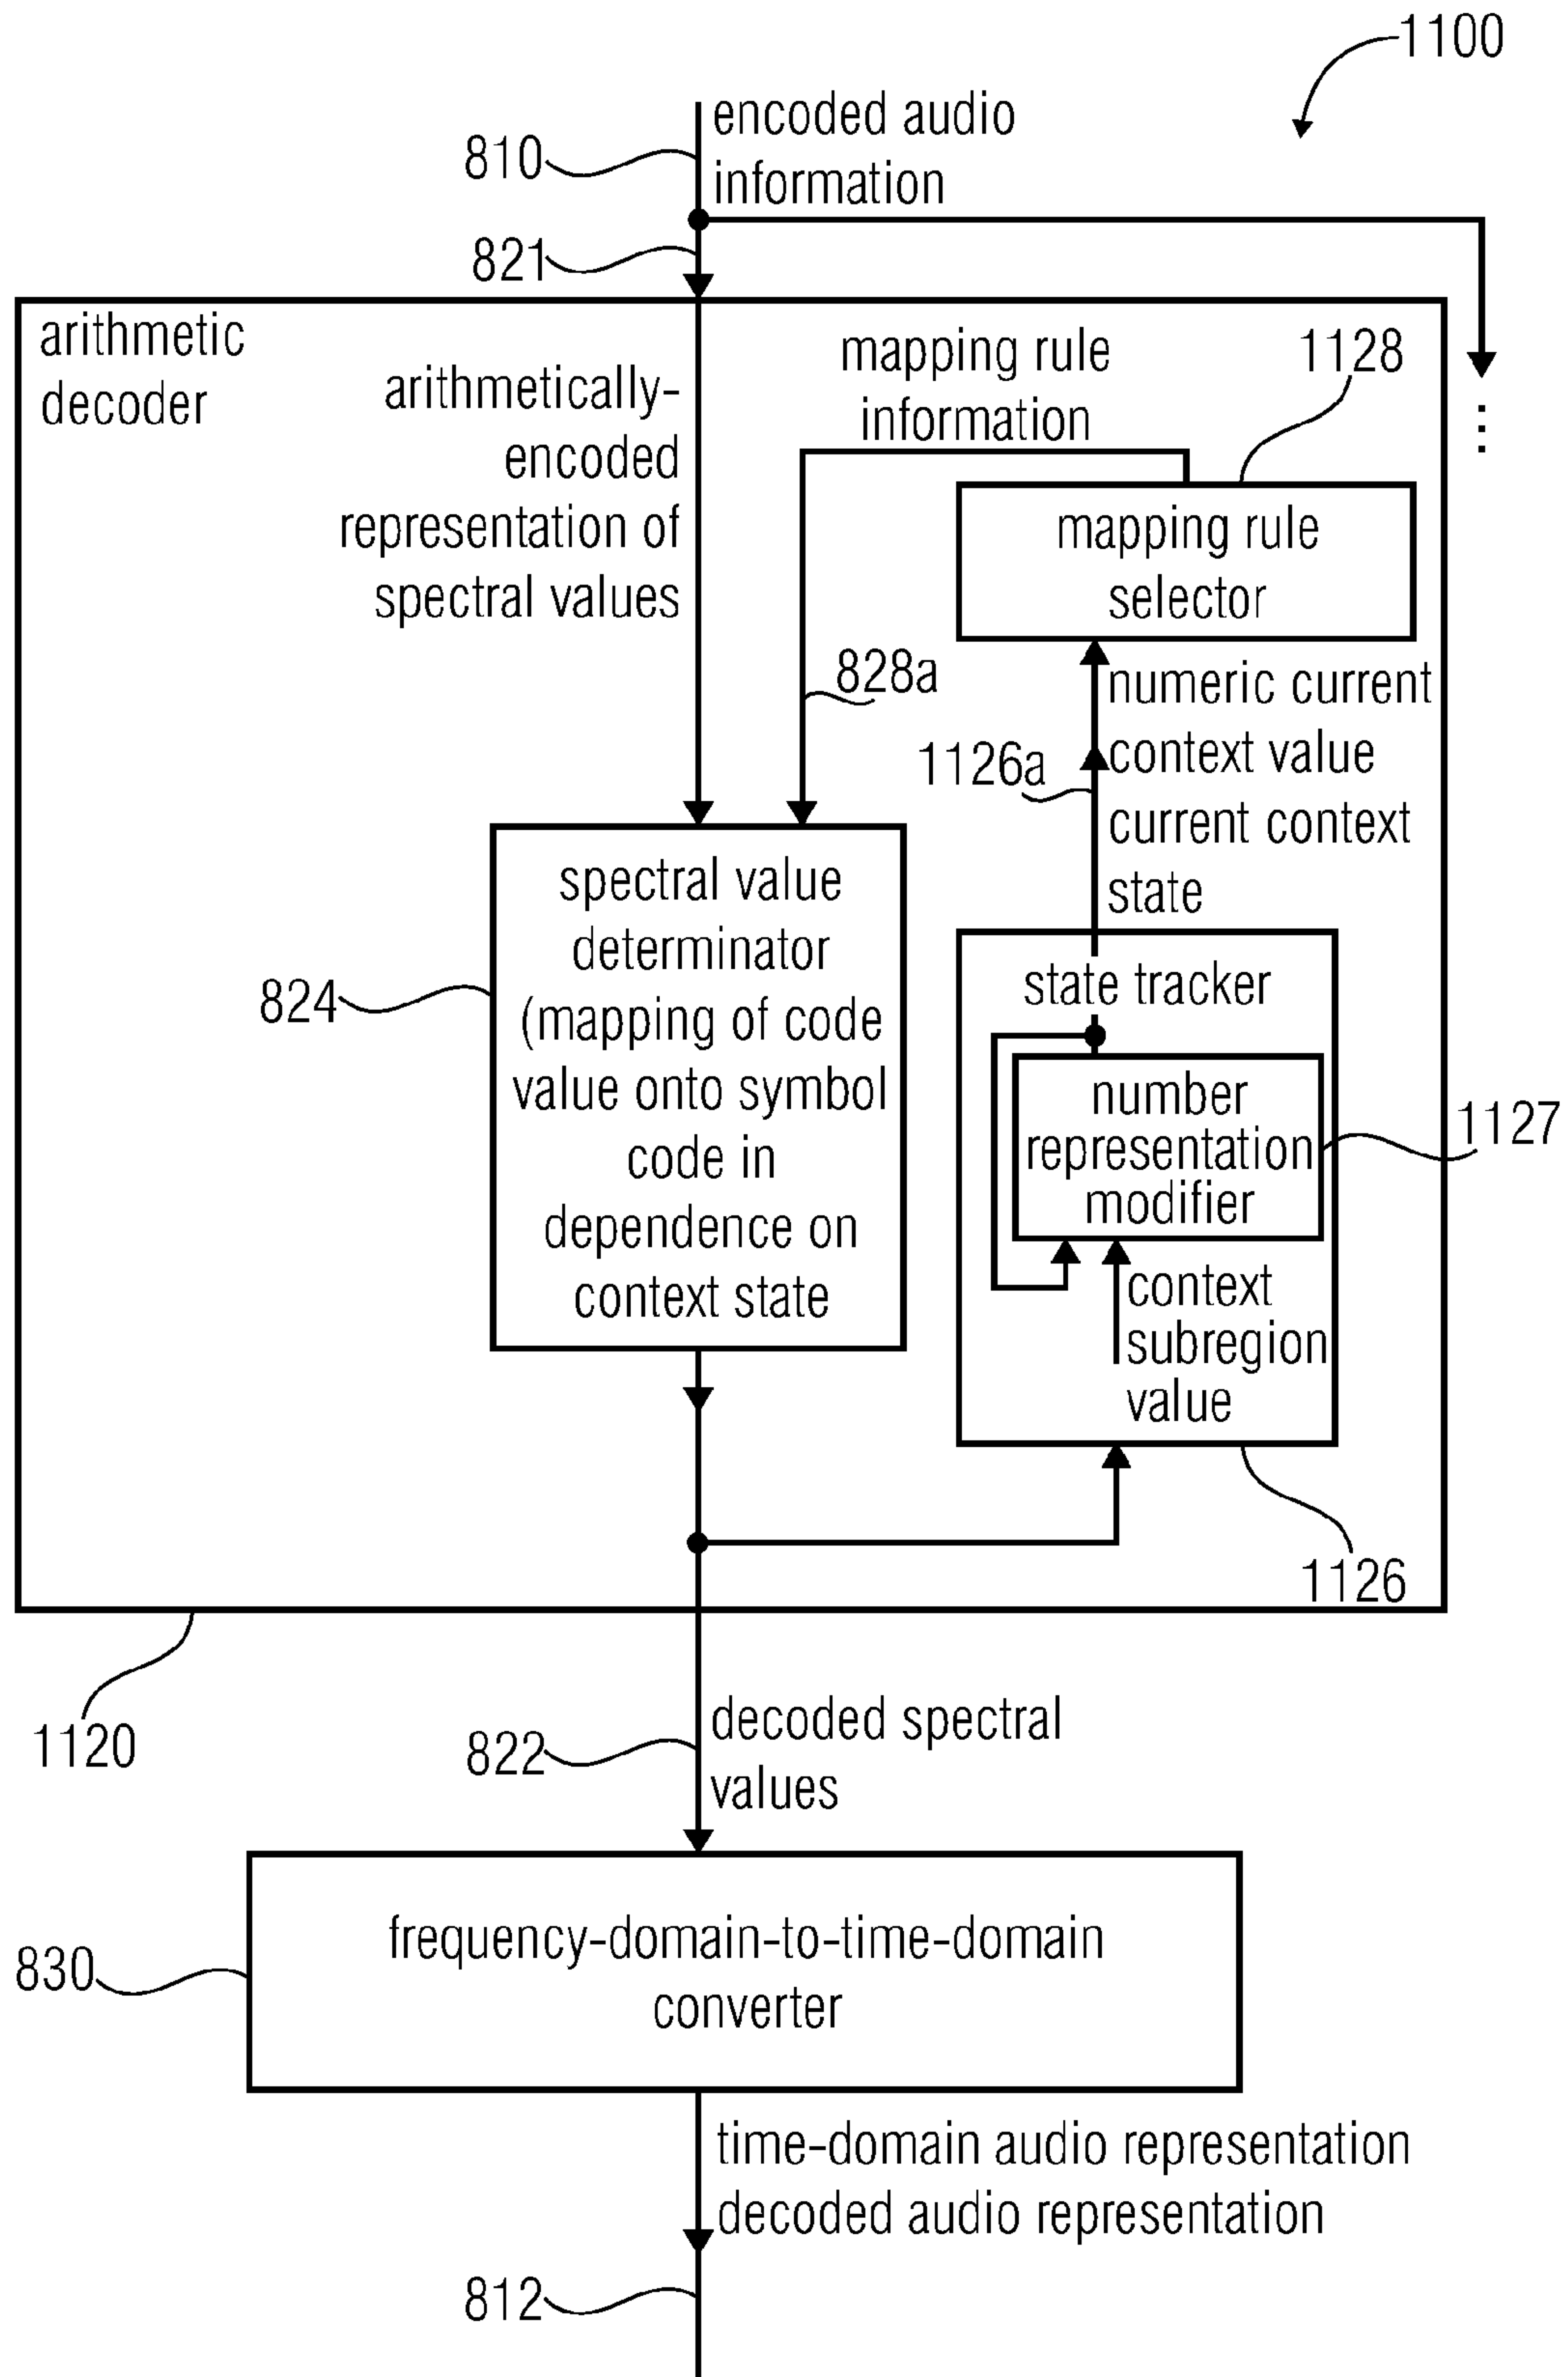 1100
encoded audio
information
810
821
arithmetic
decoder
arithmetically-
encoded
representation of
spectral values
mapping rule
information
1128
mapping rule
selector
828a
numeric current
context value
current context
state
1126a
spectral value
determinator
(mapping of code
value onto symbol
code in
dependence on
context state
824
state tracker
number
representation
modifier
1127
context
subregion
value
1126
1120
822
decoded spectral
values
frequency-domain-to-time-domain
converter
830
time-domain audio representation
decoded audio representation
812